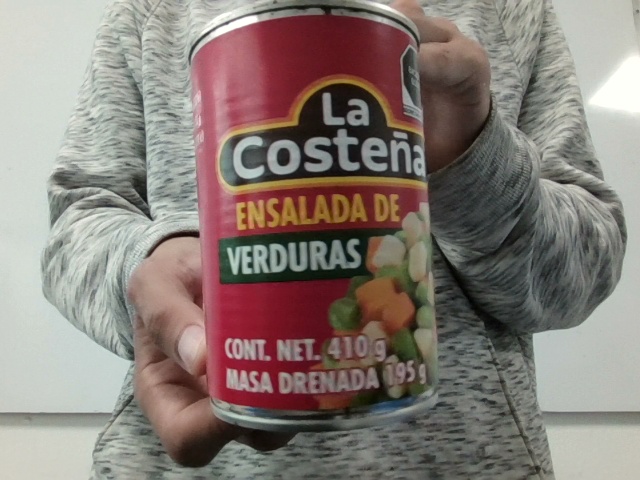 La
Costeña
ENSALADA DE
VERDURAS
CONT. NET. 410 g
MASA DRENADA 195 g